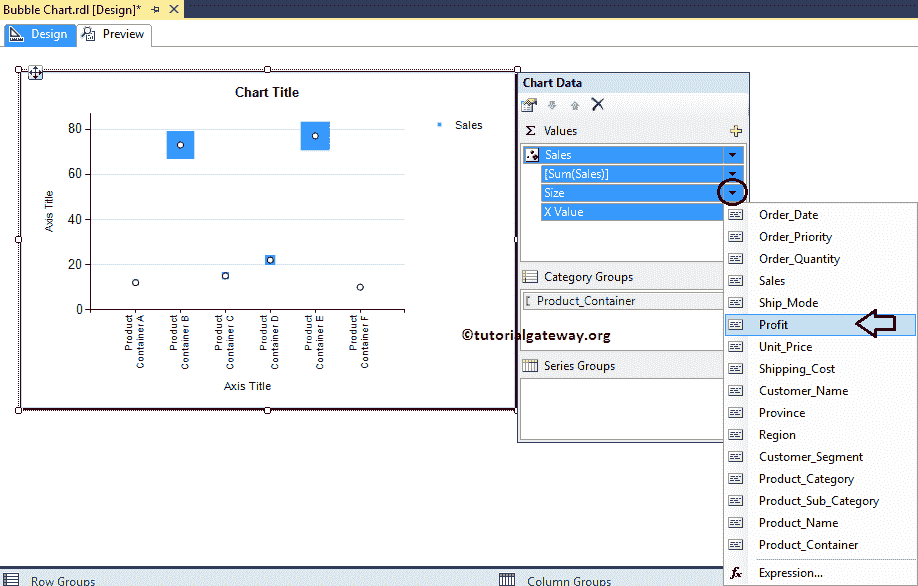 Bubble Chart.rdl [Design]*
Design
Preview
Chart Title
Sales
80
60
40
20
0
Axis Title
Product
Container A
Product
Container B
Product
Container C
Product
Container D
Product
Container E
Product
Container F
Axis Title
Chart Data
Σ Values
Sales
[Sum(Sales)]
Size
X Value
Category Groups
Product_Container
©tutorialgateway.org
Series Groups
Order_Date
Order_Priority
Order_Quantity
Sales
Ship_Mode
Profit
Unit_Price
Shipping_Cost
Customer_Name
Province
Region
Customer_Segment
Product_Category
Product_Sub_Category
Product_Name
Product_Container
fx Expression...
Row Groups
Column Groups